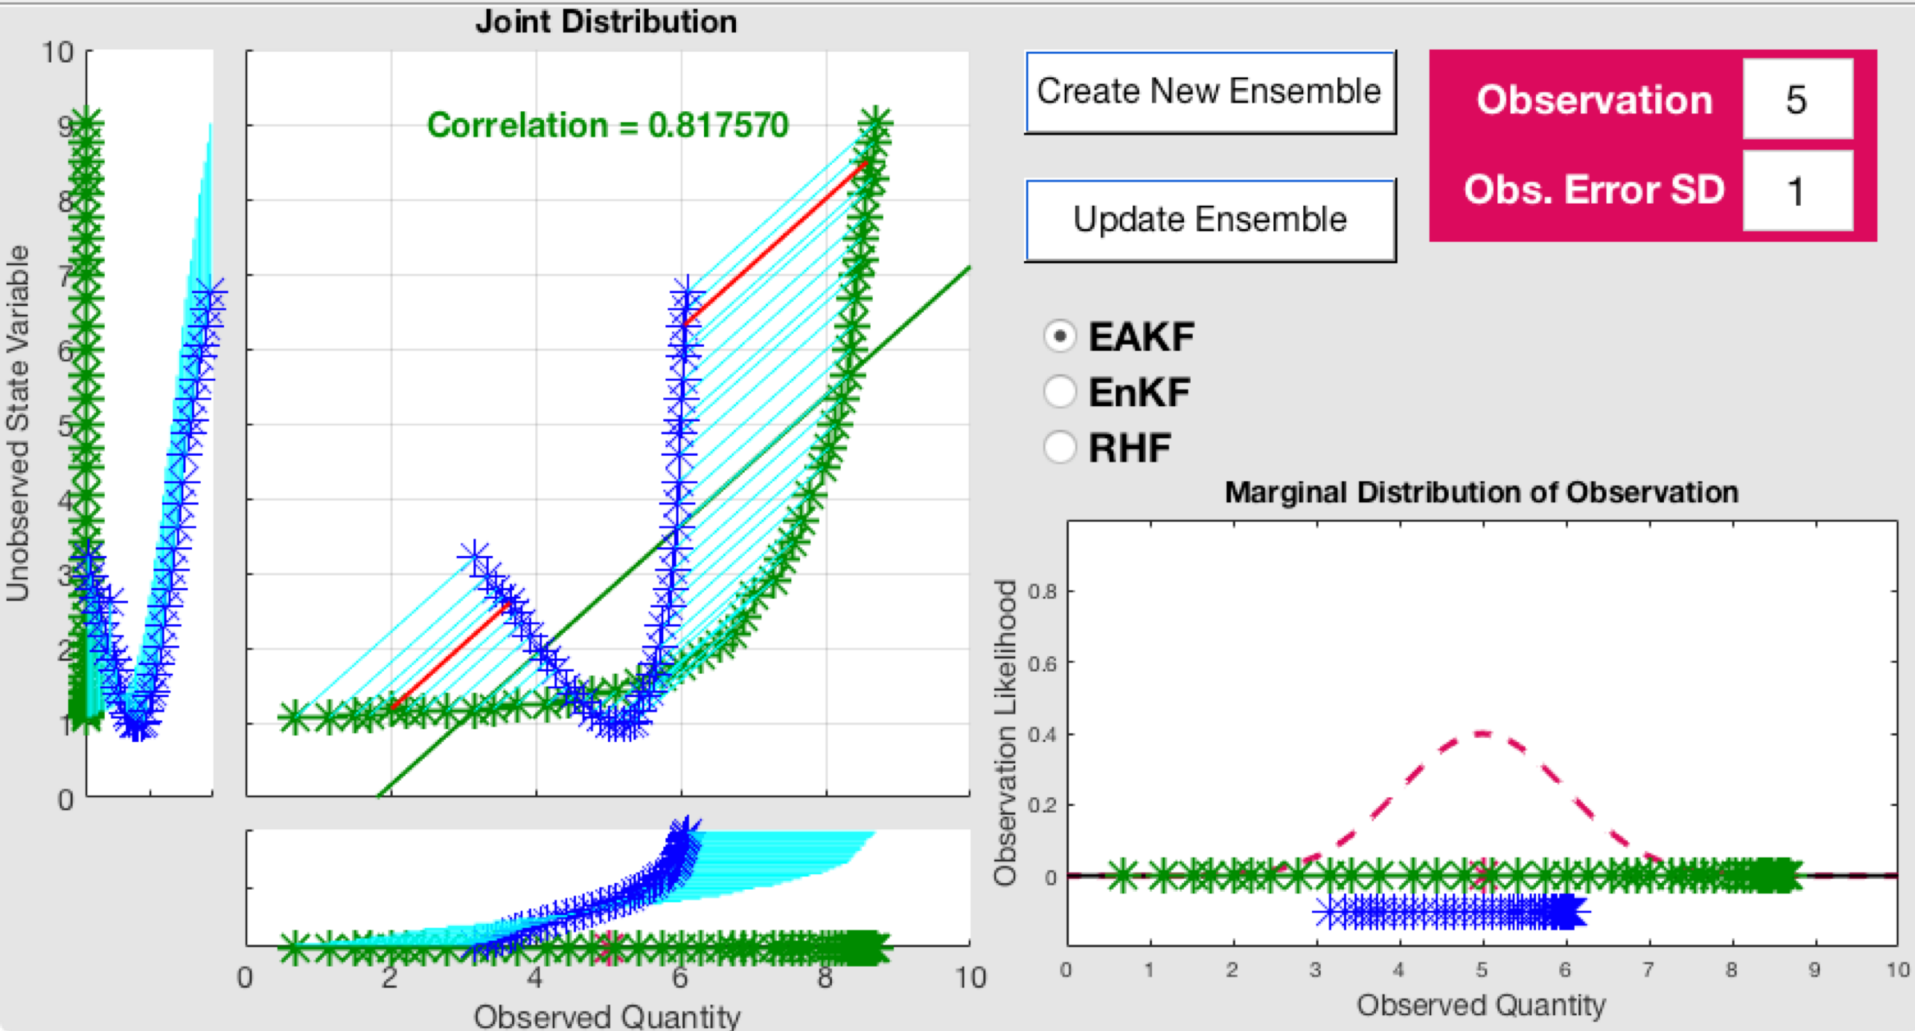 Joint Distribution
Correlation = 0.817570
Unobserved State Variable
10
9
8
7
6
5
4
3
2
1
0
0 2 4 6 8 10
Observed Quantity
Create New Ensemble
Update Ensemble
Observation 5
Obs. Error SD 1
EAKF
EnKF
RHF
Marginal Distribution of Observation
Observation Likelihood
0.8
0.6
0.4
0.2
0
0 1 2 3 4 5 6 7 8 9 10
Observed Quantity